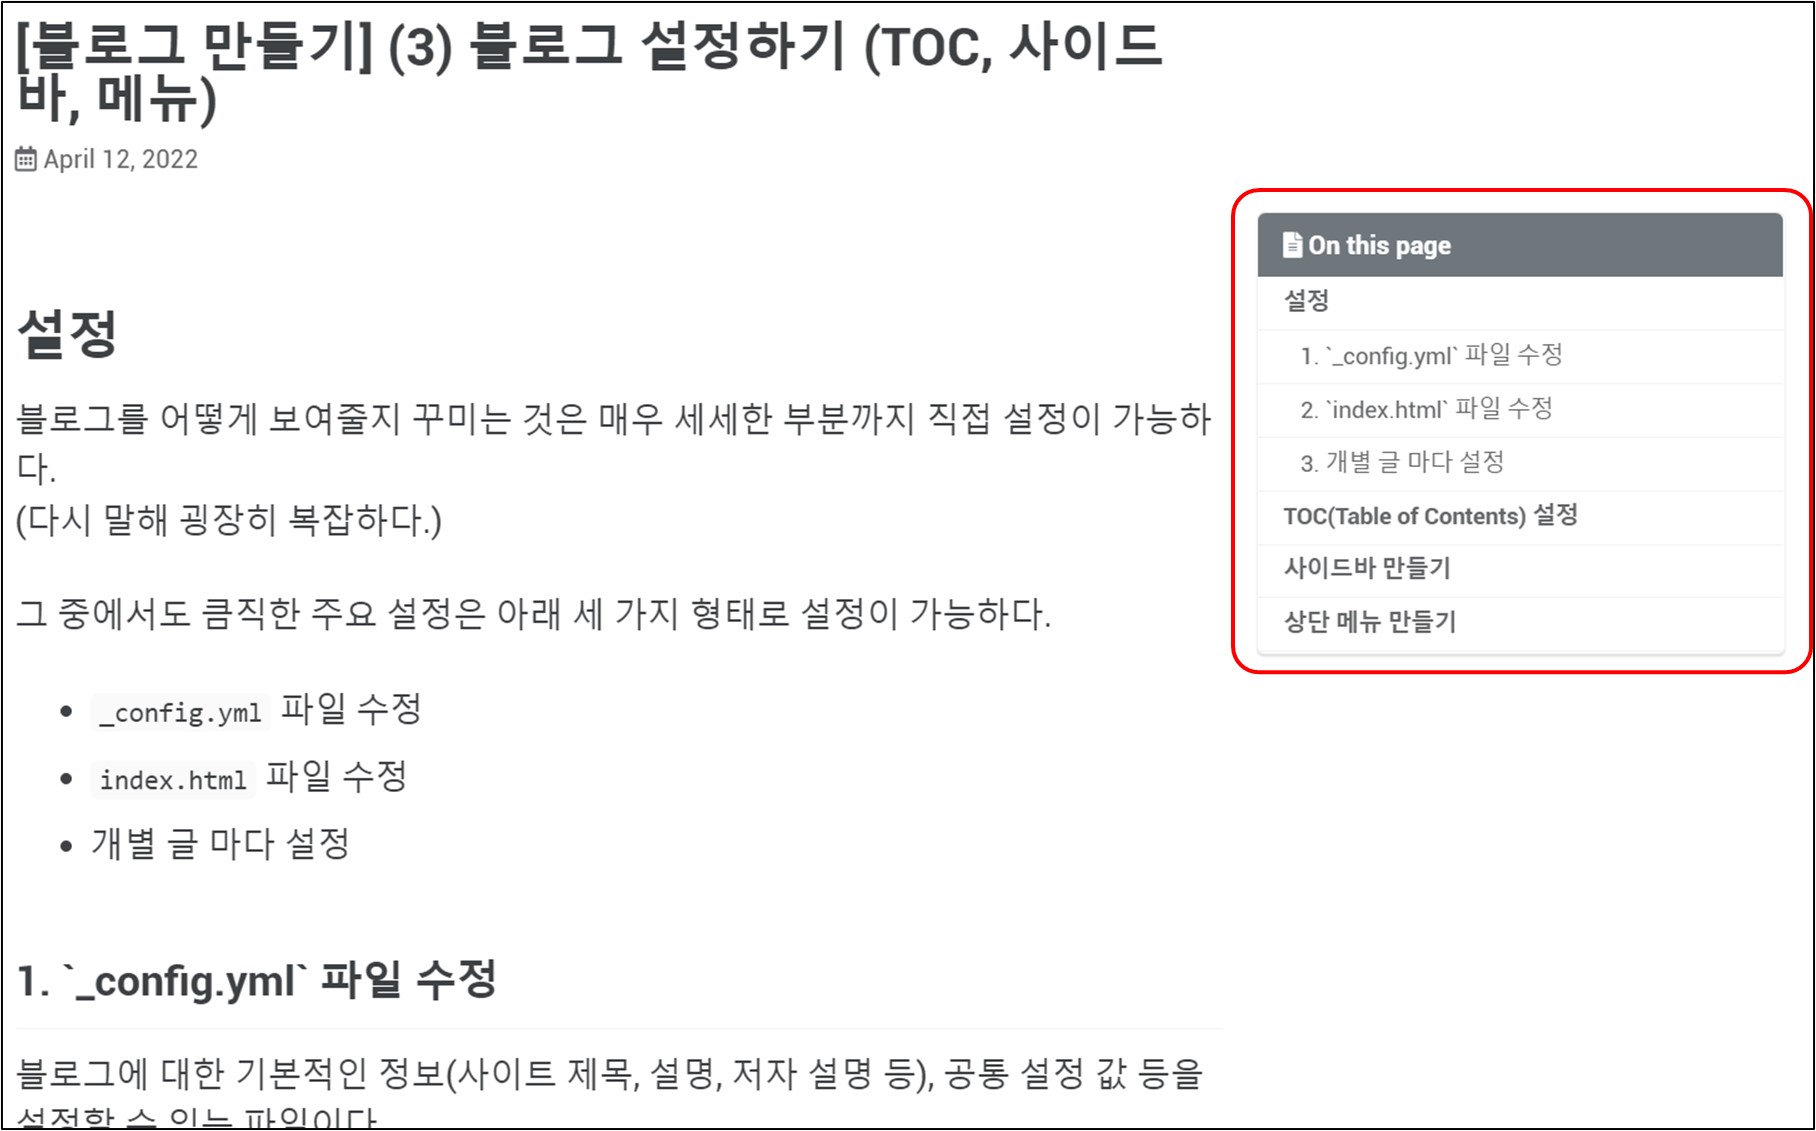 [블로그 만들기] (3) 블로그 설정하기 (TOC, 사이드
바, 메뉴)
April 12, 2022
설정
블로그를 어떻게 보여줄지 꾸미는 것은 매우 세세한 부분까지 직접 설정이 가능하
다.
(다시 말해 굉장히 복잡하다.)
그 중에서도 큼직한 주요 설정은 아래 세 가지 형태로 설정이 가능하다.
• _config.yml 파일 수정
• index.html 파일 수정
• 개별 글 마다 설정
1. `_config.yml` 파일 수정
블로그에 대한 기본적인 정보(사이트 제목, 설명, 저자 설명 등), 공통 설정 값 등을
설정할 수 있는 파일이다
On this page
설정
1. `_config.yml` 파일 수정
2. `index.html` 파일 수정
3. 개별 글 마다 설정
TOC(Table of Contents) 설정
사이드바 만들기
상단 메뉴 만들기